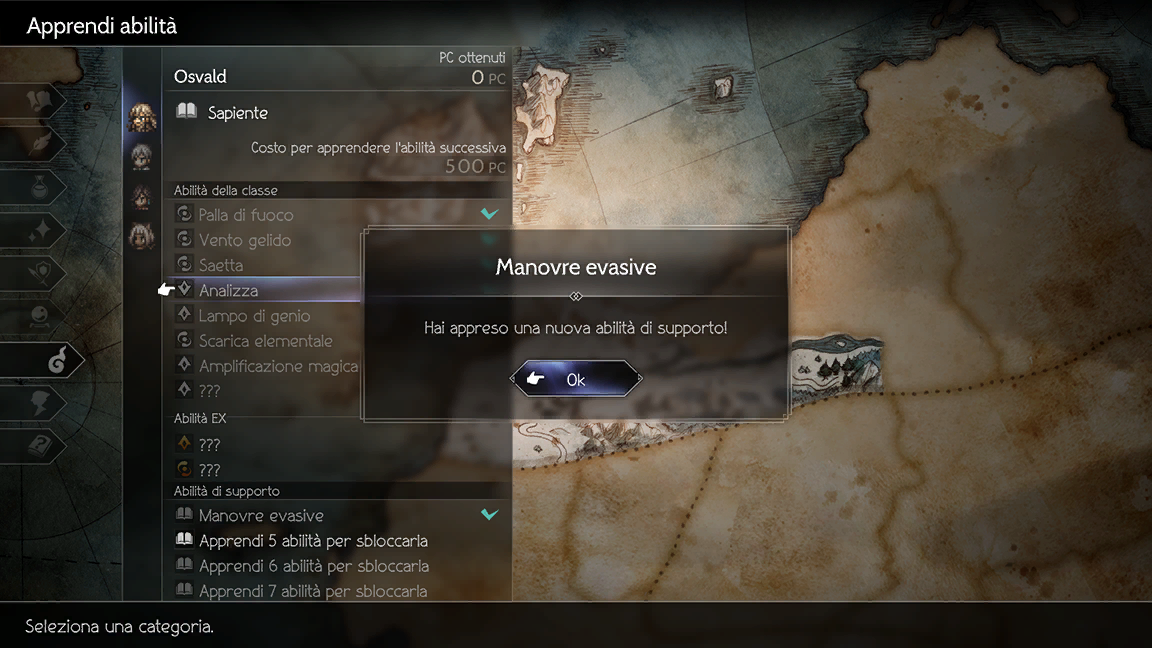 Apprendi abilità
PC ottenuti
Osvald
0 PC
Sapiente
Costo per apprendere l'abilità successiva
500 PC
Abilità della classe
Palla di fuoco
Vento gelido
Saetta
Analizza
Lampo di genio
Scarica elementale
Amplificazione magica
???
Abilità EX
???
???
Abilità di supporto
Manovre evasive
Apprendi 5 abilità per sbloccarla
Apprendi 6 abilità per sbloccarla
Apprendi 7 abilità per sbloccarla
Manovre evasive
Hai appreso una nuova abilità di supporto!
Ok
Seleziona una categoria.